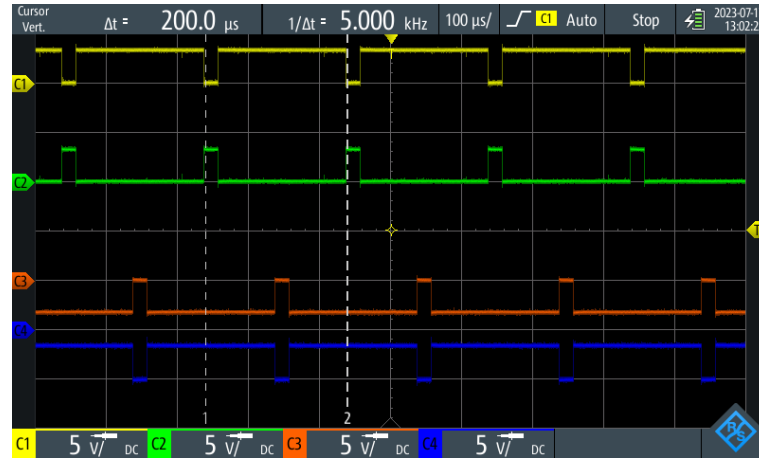 Cursor Vert. Δt = 200.0 µs 1/Δt = 5.000 kHz 100 µs/ C1 Auto Stop 2023-07-1 13:02:2
C1
C2
T
C3
C4
1 2
C1 5 V/ DC C2 5 V/ DC C3 5 V/ DC C4 5 V/ DC
R&S